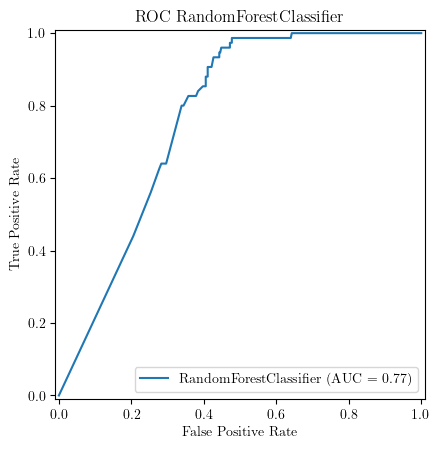 ROC RandomForestClassifier
1.0
0.8
0.6
0.4
0.2
0.0
True Positive Rate
RandomForestClassifier (AUC = 0.77)
0.0 0.2 0.4 0.6 0.8 1.0
False Positive Rate